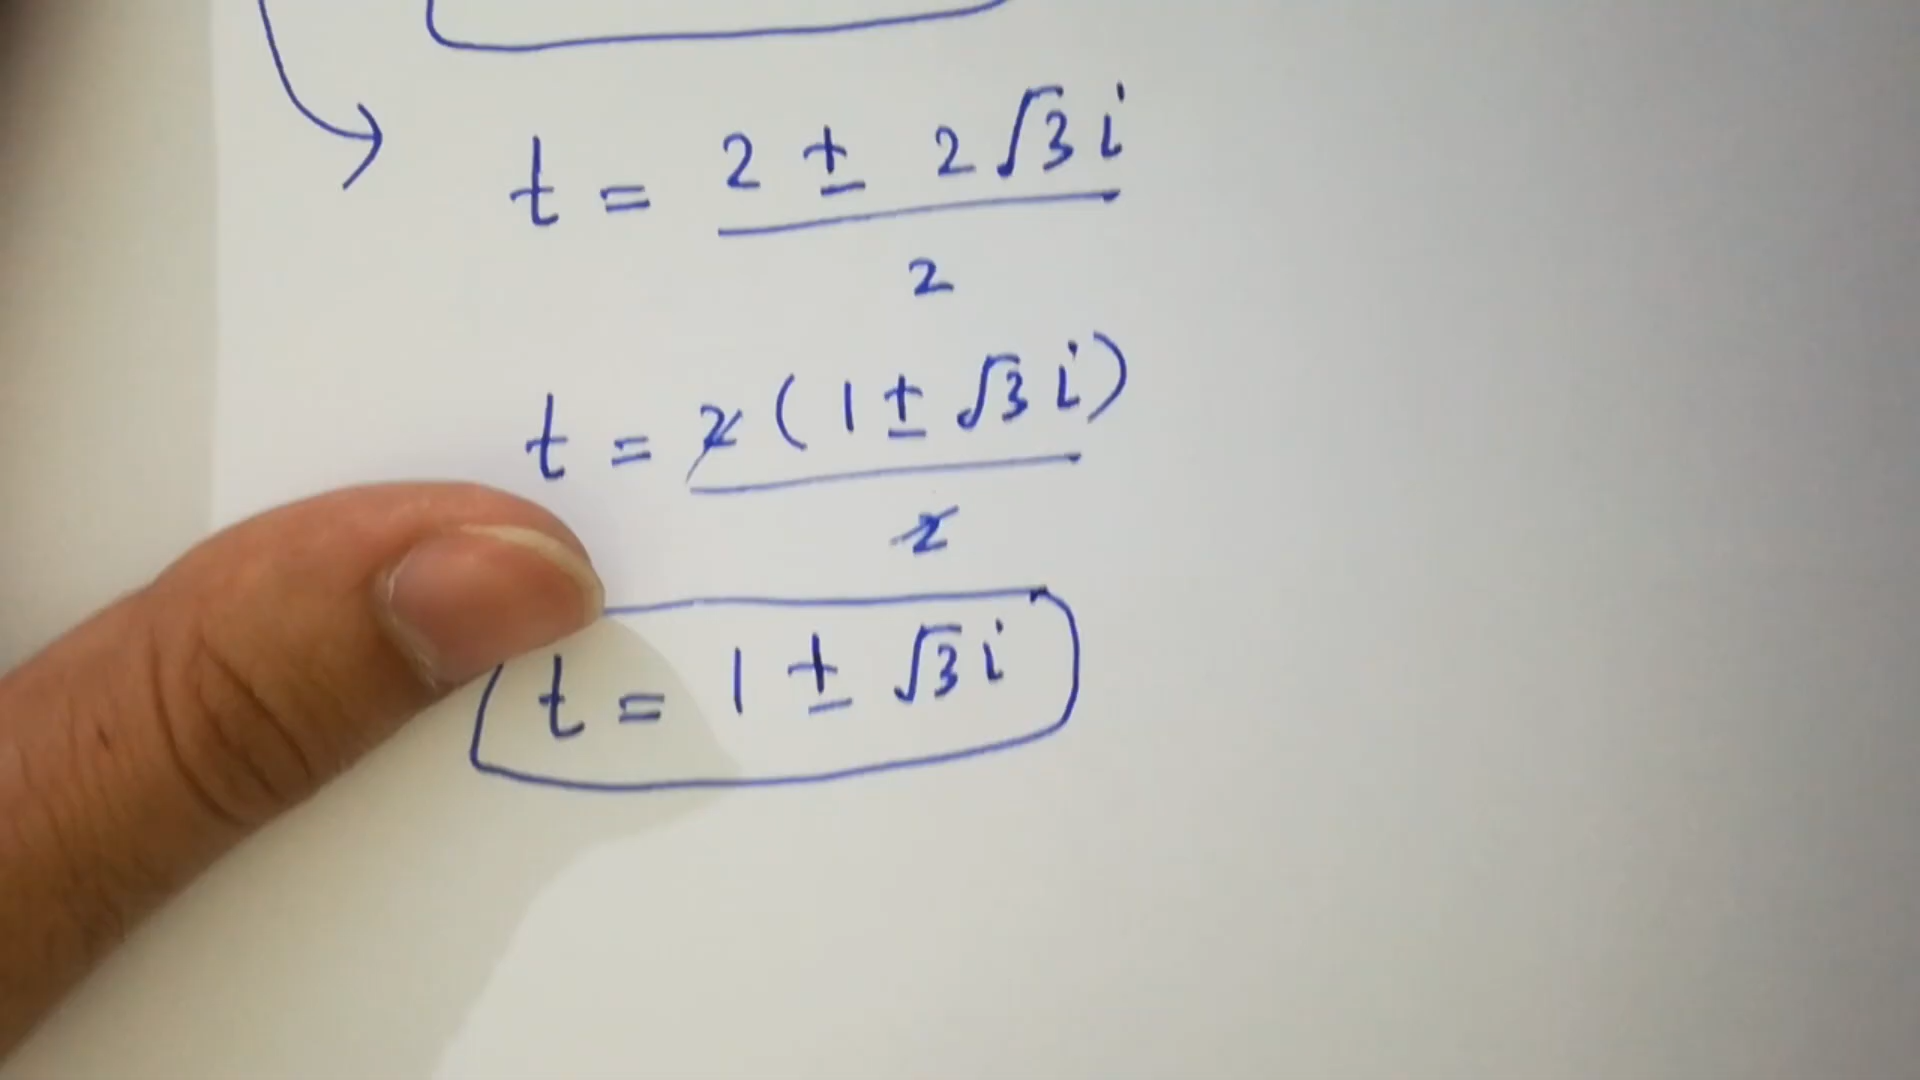 t = 2 ± 2√3 i / 2
t = 2 ( 1 ± √3 i ) / 2
t = 1 ± √3 i